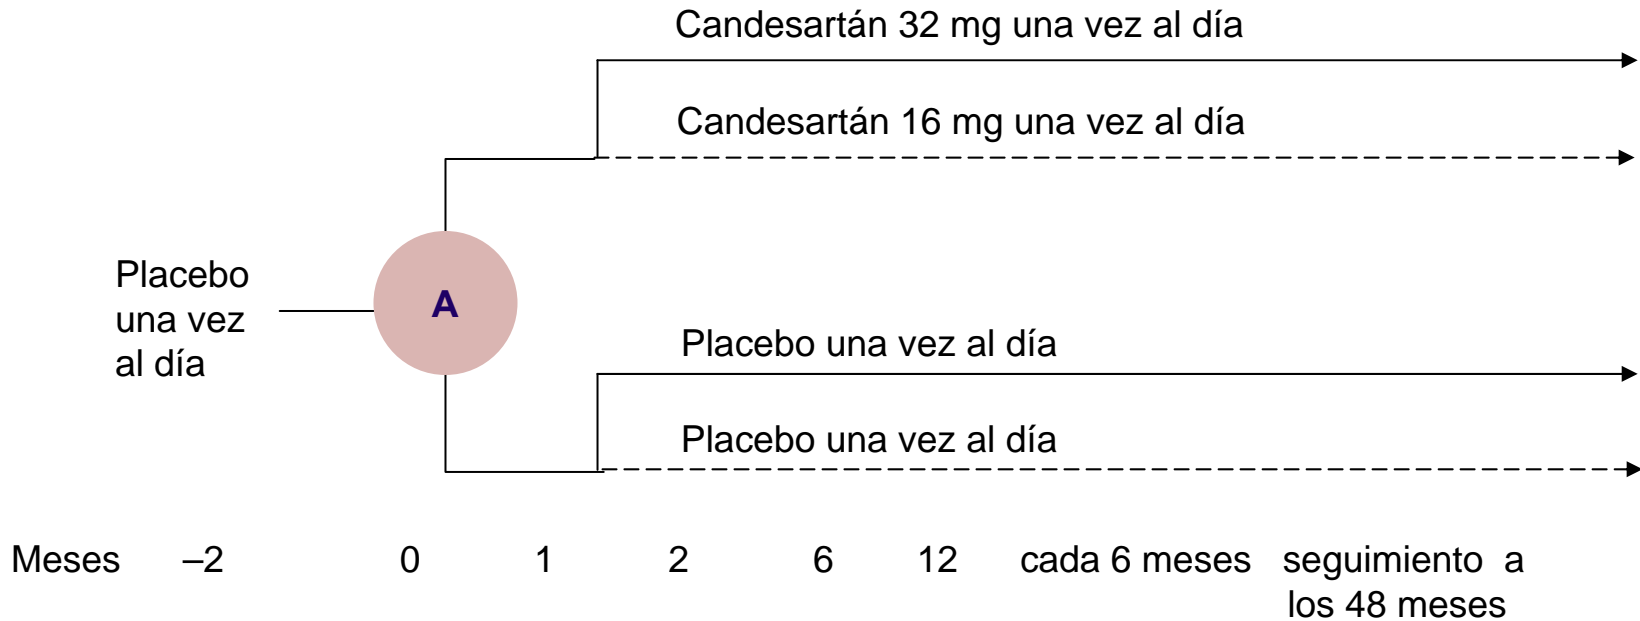 Candesartán 32 mg una vez al día
Candesartán 16 mg una vez al día
Placebo
una vez
al día
A
Placebo una vez al día
Placebo una vez al día
Meses –2 0 1 2 6 12 cada 6 meses seguimiento a
los 48 meses